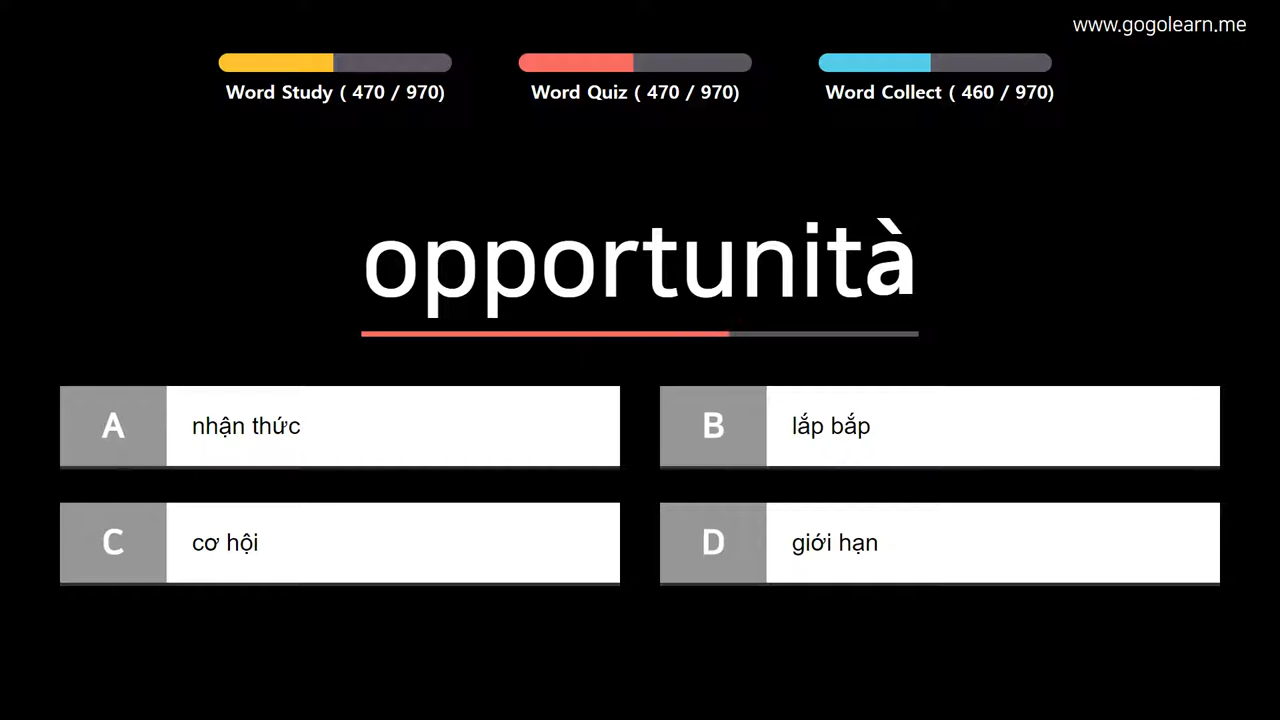 www.gogolearn.me
Word Study ( 470 / 970)
Word Quiz ( 470 / 970)
Word Collect ( 460 / 970)
opportunità
A nhận thức
B lắp bắp
C cơ hội
D giới hạn